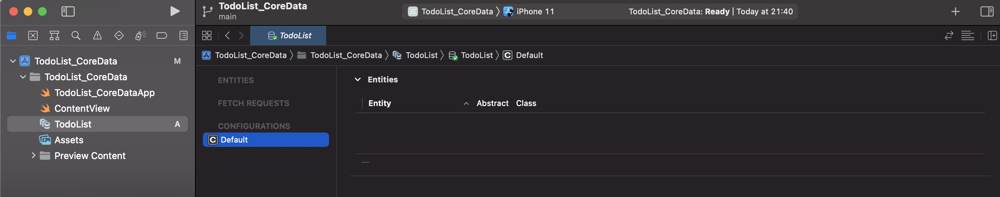 TodoList_CoreData
main
TodoList_CoreData
iPhone 11
TodoList_CoreData: Ready | Today at 21:40
TodoList
TodoList_CoreData
TodoList_CoreData
TodoList
TodoList
C Default
TodoList_CoreData M
TodoList_CoreData
TodoList_CoreDataApp
ContentView
TodoList A
Assets
Preview Content
ENTITIES
FETCH REQUESTS
CONFIGURATIONS
C Default
Entities
Entity Abstract Class